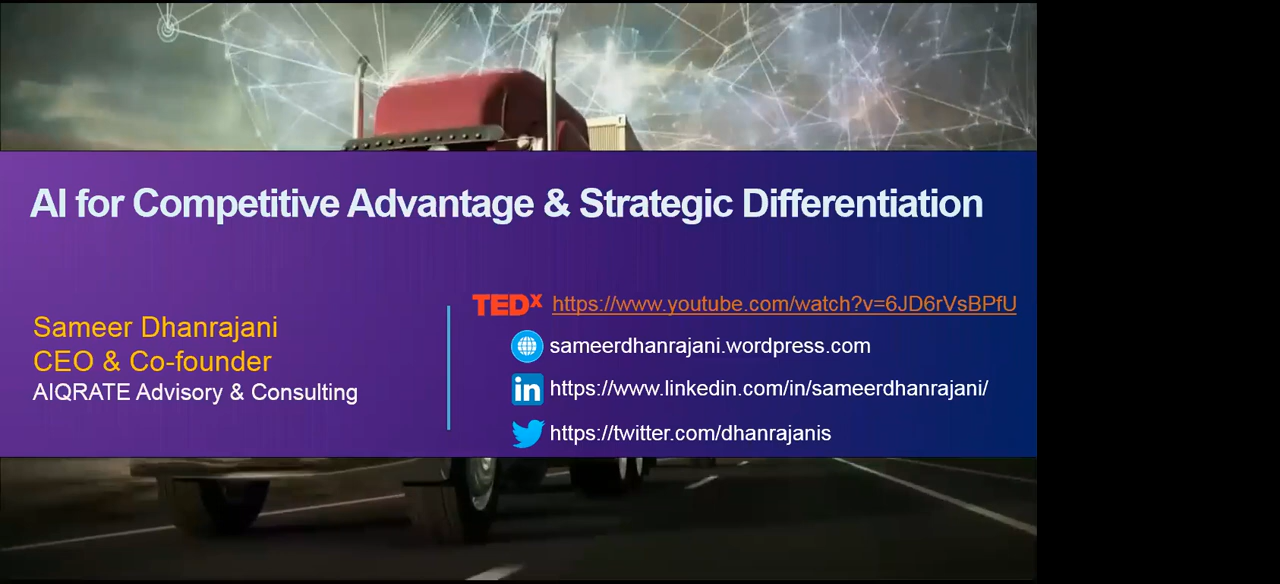 AI for Competitive Advantage & Strategic Differentiation
Sameer Dhanrajani
CEO & Co-founder
AIQRATE Advisory & Consulting
TEDx https://www.youtube.com/watch?v=6JD6rVsBPfU
sameerdhanrajani.wordpress.com
in https://www.linkedin.com/in/sameerdhanrajani/
https://twitter.com/dhanrajanis